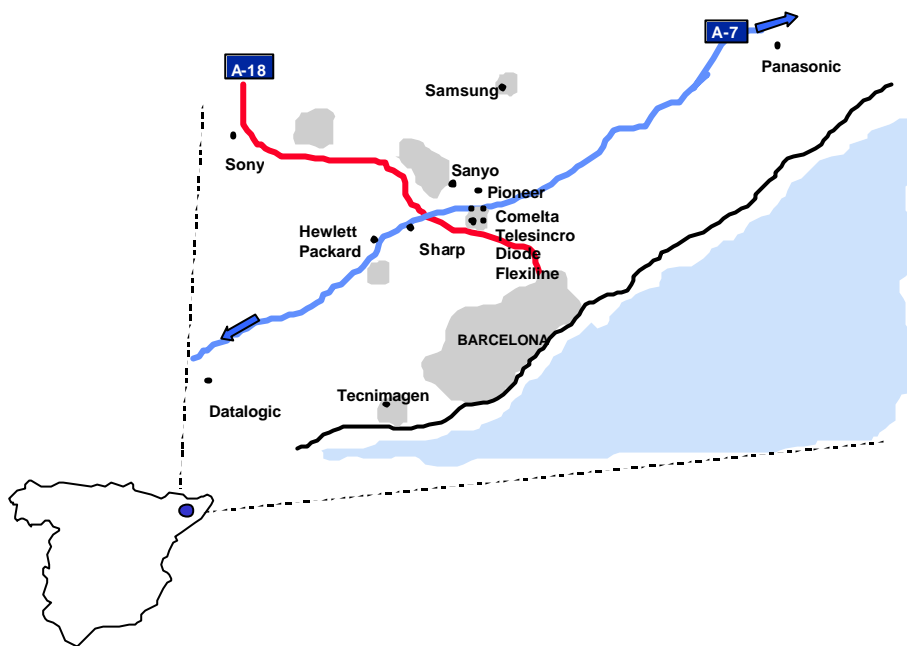 A-7
Panasonic
A-18
Samsung
Sony
Sanyo
Pioneer
Hewlett
Packard
Sharp
Comelta
Telesincro
Diode
Flexiline
BARCELONA
Tecnimagen
Datalogic